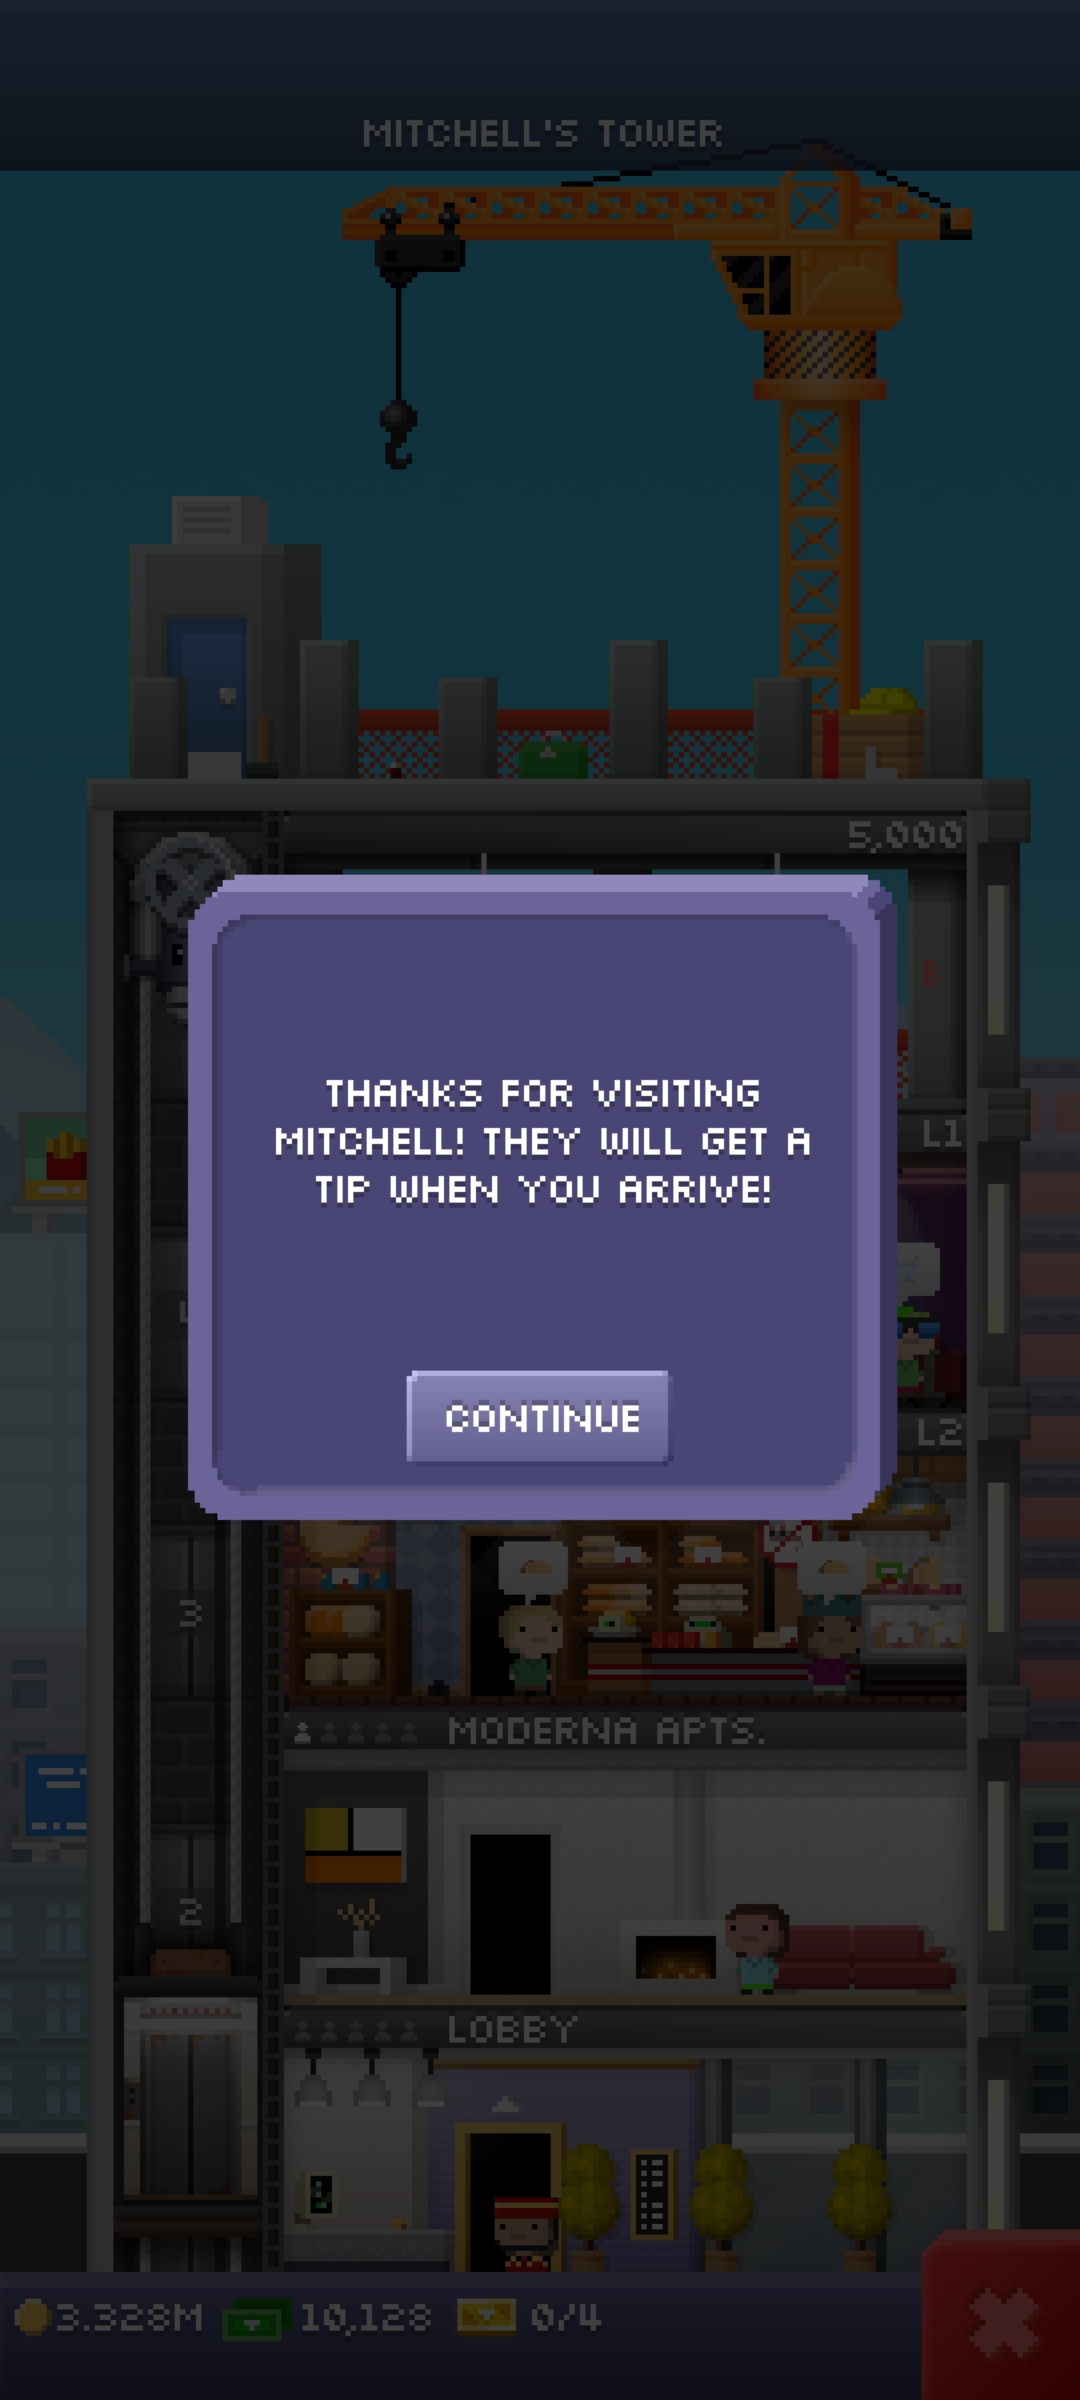 MITCHELL'S TOWER
5,000
L1
THANKS FOR VISITING
MITCHELL! THEY WILL GET A
TIP WHEN YOU ARRIVE!
CONTINUE
L2
3
MODERNA APTS.
2
LOBBY
3.328M 10,128 0/4